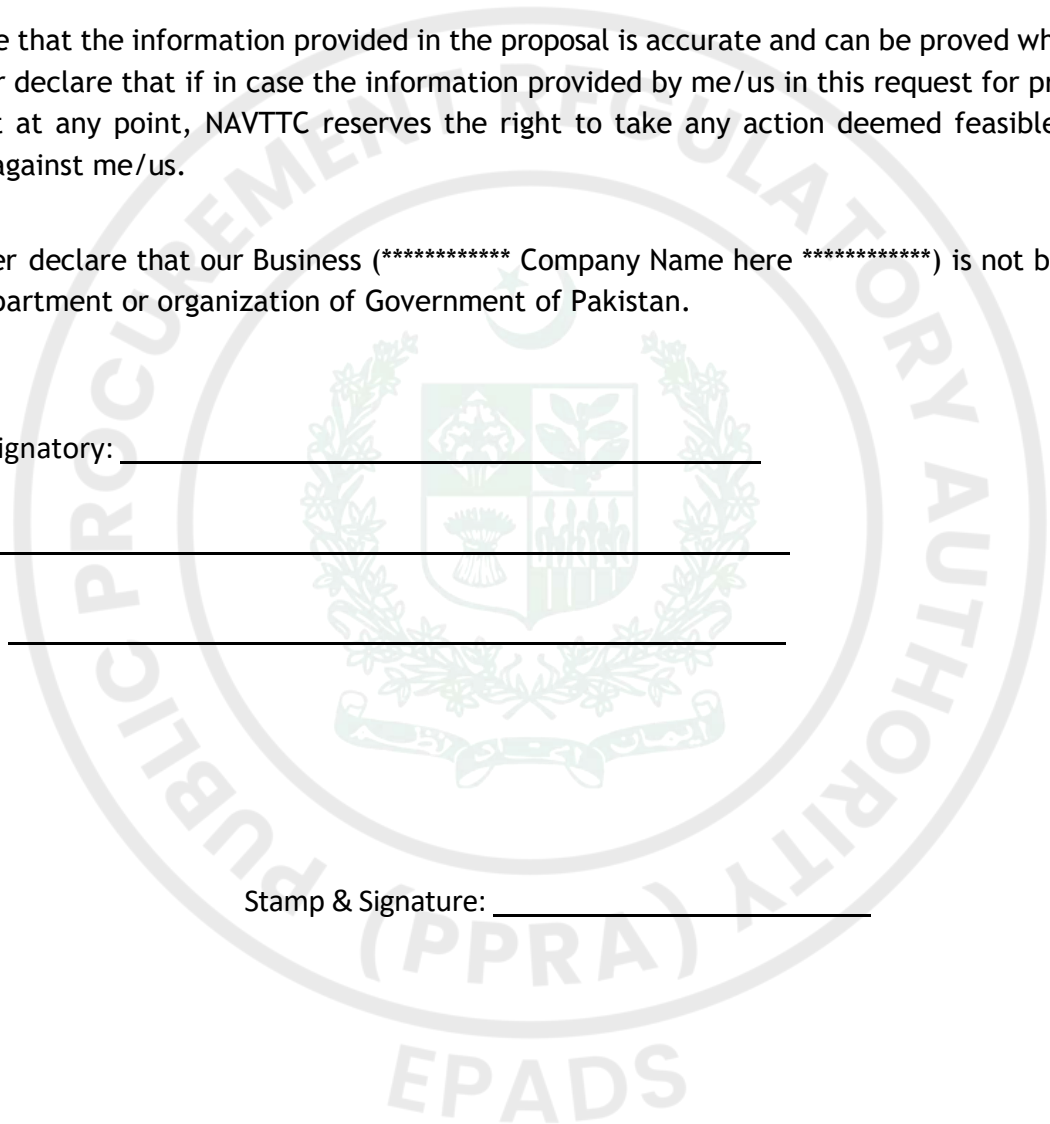 e that the information provided in the proposal is accurate and can be proved wh
r declare that if in case the information provided by me/us in this request for pr
t at any point, NAVTTC reserves the right to take any action deemed feasible
against me/us.
er declare that our Business (************ Company Name here ************) is not b
partment or organization of Government of Pakistan.
ignatory:
Stamp & Signature:
PUBLIC PROCUREMENT REGULATORY AUTHORITY
(PPRA)
EPADS